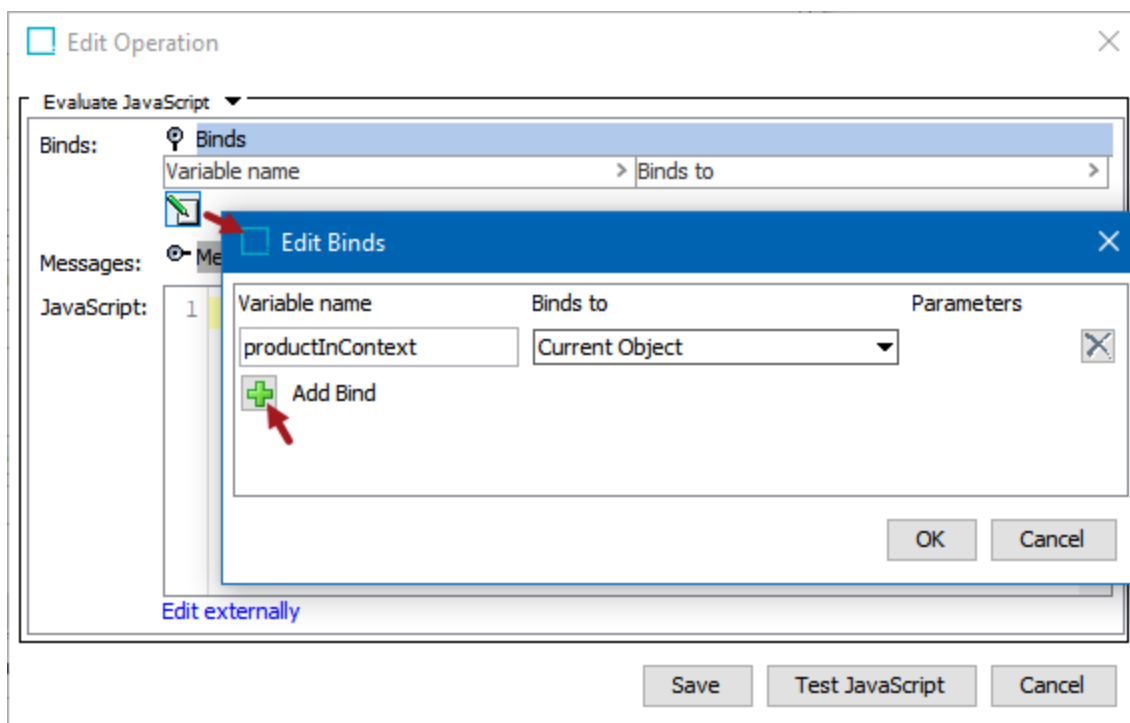 Edit Operation
Evaluate JavaScript
Binds:
Binds
Variable name > Binds to >
Edit Binds
Messages:
Me
JavaScript:
1
Variable name Binds to Parameters
productInContext Current Object
Add Bind
OK Cancel
Edit externally
Save Test JavaScript Cancel